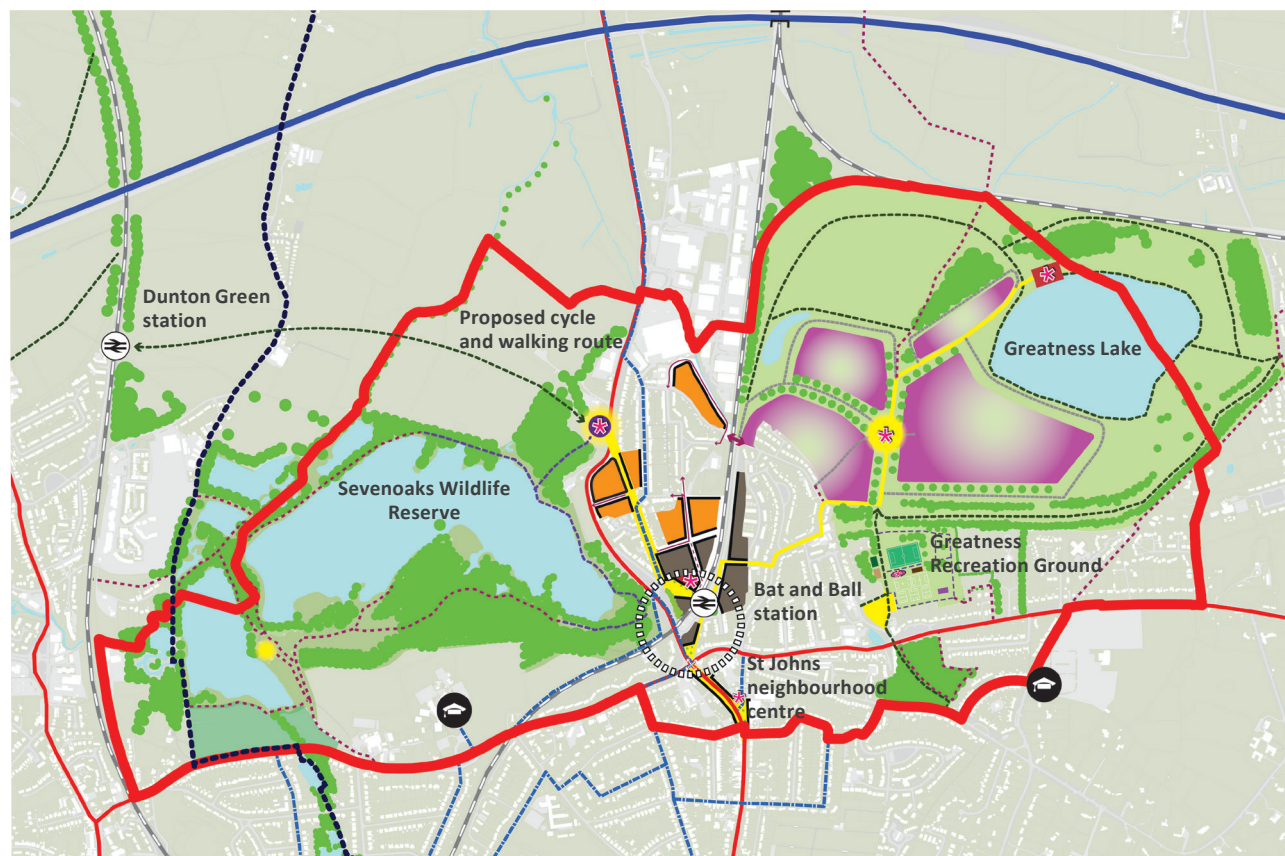 Dunton Green
station
Proposed cycle
and walking route
Greatness Lake
Sevenoaks Wildlife
Reserve
Greatness
Recreation Ground
Bat and Ball
station
St Johns
neighbourhood
centre